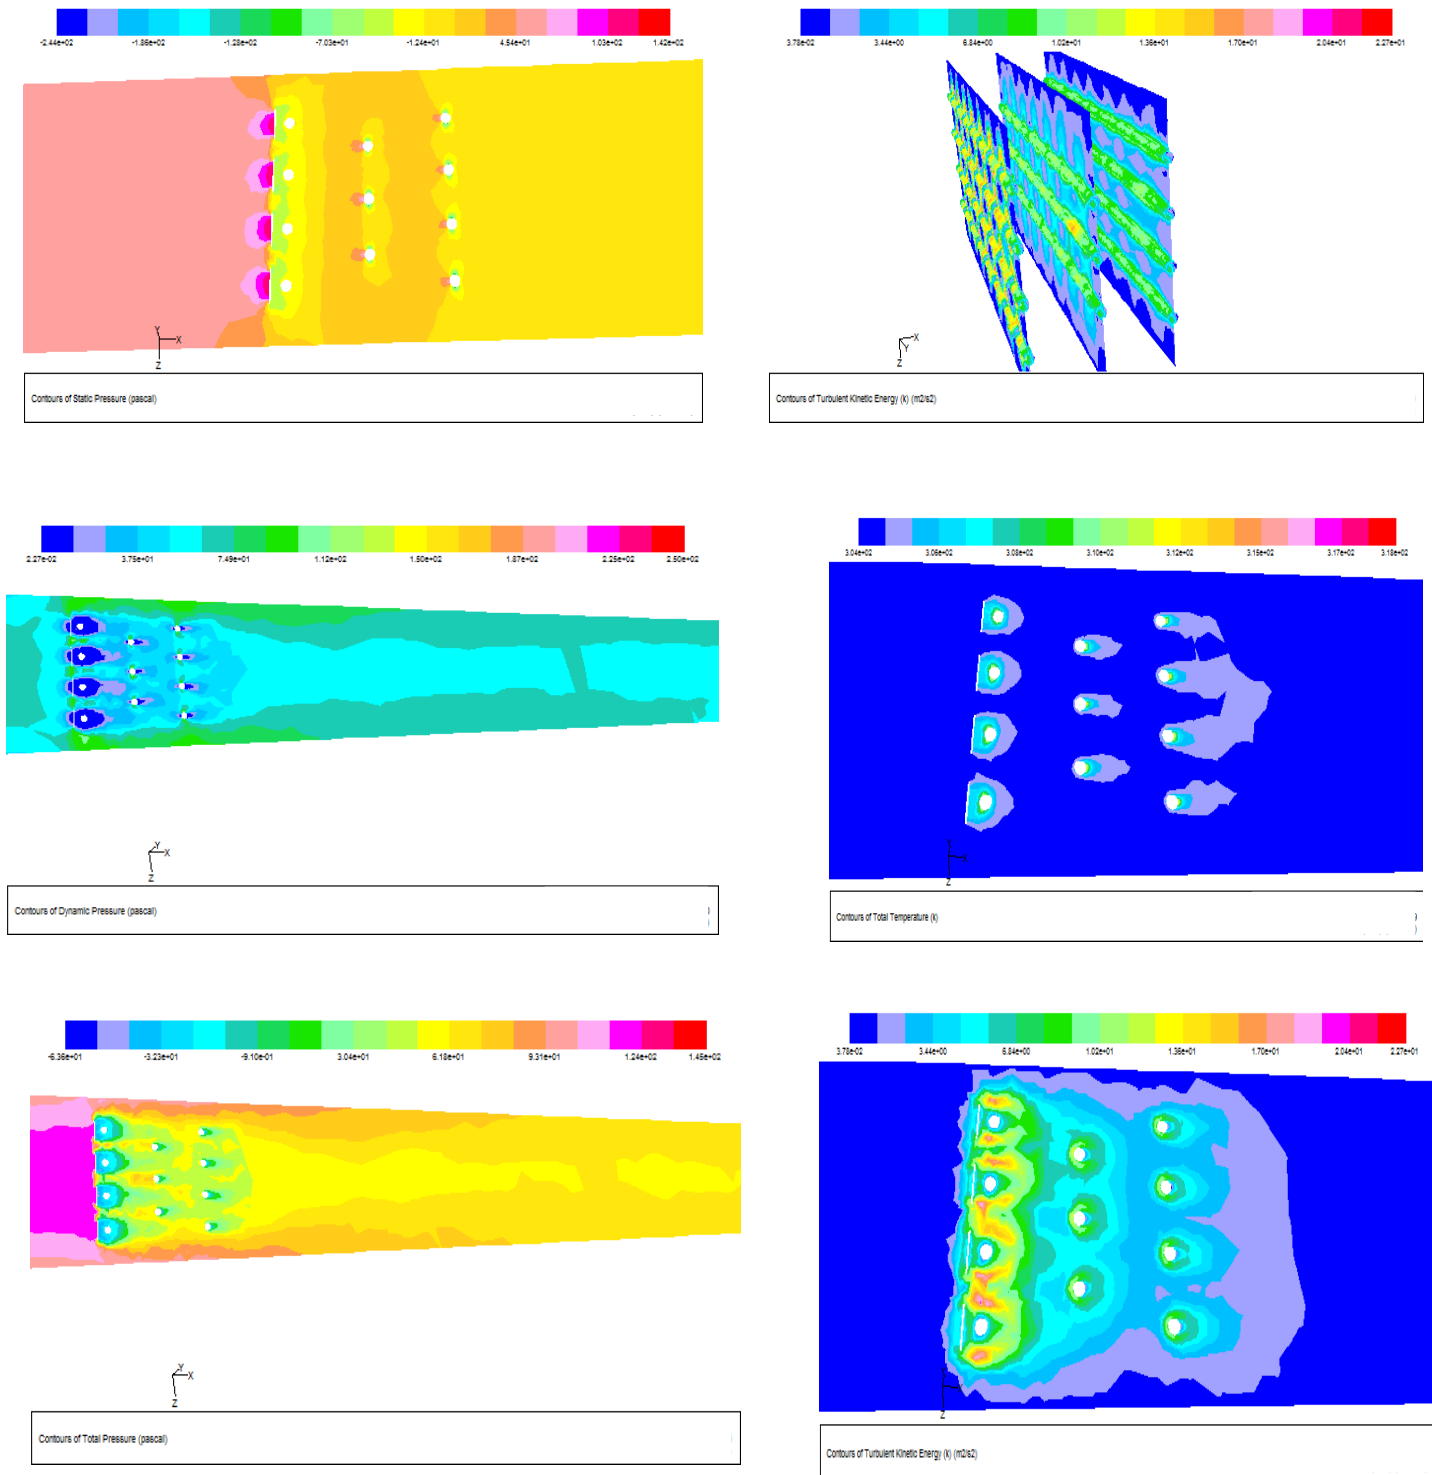 -2.44e+02 -1.86e+02 -1.28e+02 -7.03e+01 -1.24e+01 4.54e+01 1.03e+02 1.42e+02
Y
X
Z
Contours of Static Pressure (pascal)
3.78e-02 3.44e+00 6.84e+00 1.02e+01 1.36e+01 1.70e+01 2.04e+01 2.27e+01
X
Y
Z
Contours of Turbulent Kinetic Energy (k) (m2/s2)
2.27e-02 3.75e+01 7.49e+01 1.12e+02 1.50e+02 1.87e+02 2.25e+02 2.50e+02
Y
X
Z
Contours of Dynamic Pressure (pascal)
3.04e+02 3.06e+02 3.08e+02 3.10e+02 3.12e+02 3.15e+02 3.17e+02 3.18e+02
Z
Contours of Total Temperature (k)
-6.36e+01 -3.23e+01 -9.10e+01 3.04e+01 6.18e+01 9.31e+01 1.24e+02 1.45e+02
Y
X
Z
Contours of Total Pressure (pascal)
3.78e-02 3.44e+00 6.84e+00 1.02e+01 1.36e+01 1.70e+01 2.04e+01 2.27e+01
Z
Contours of Turbulent Kinetic Energy (k) (m2/s2)